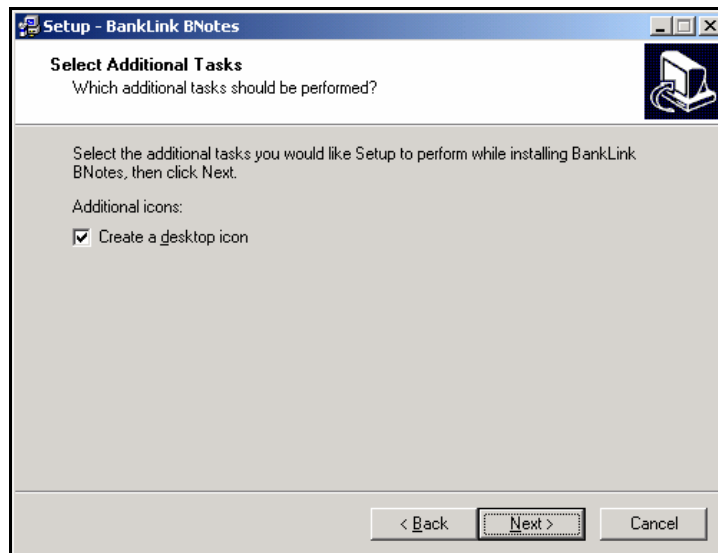 Setup - BankLink BNotes
Select Additional Tasks
Which additional tasks should be performed?
Select the additional tasks you would like Setup to perform while installing BankLink
BNotes, then click Next.
Additional icons:
Create a desktop icon
< Back Next > Cancel